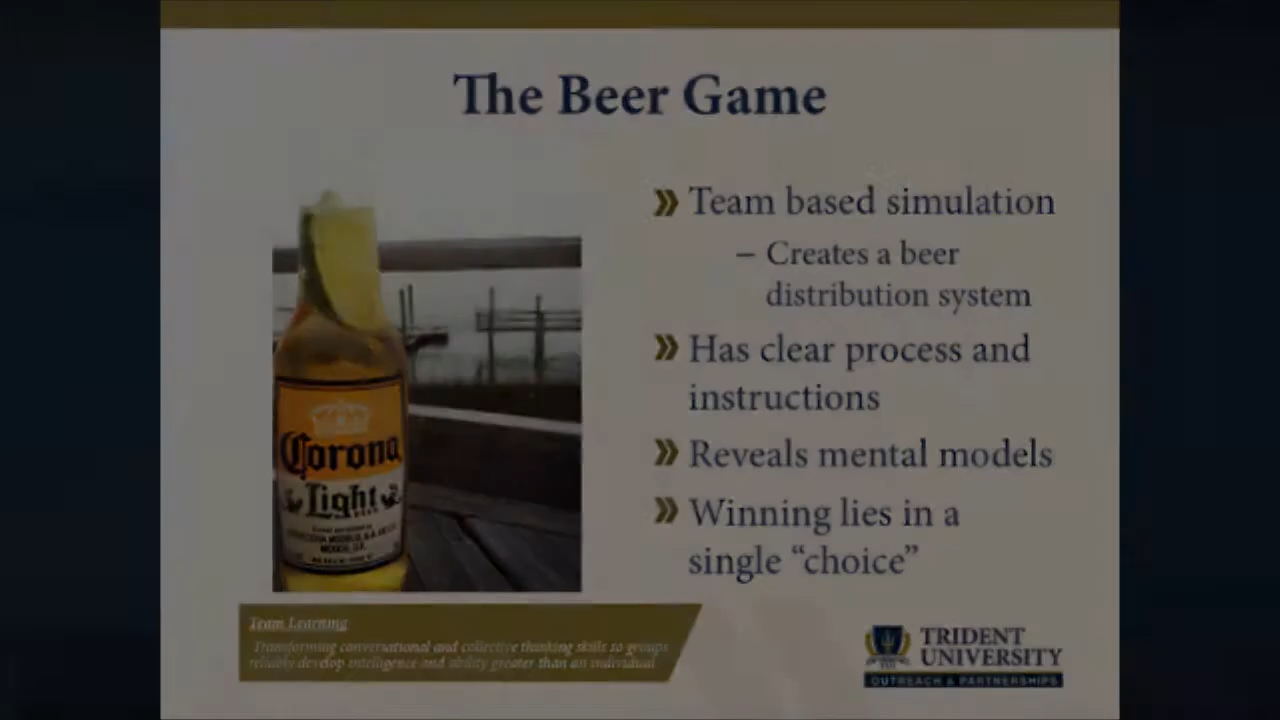 The Beer Game
Team based simulation
– Creates a beer
distribution system
Has clear process and
instructions
Reveals mental models
Winning lies in a
single “choice”
Corona
Light
BEER
Team Learning
Transforming conversational and collective thinking skills so groups
reliably develop intelligence and ability greater than an individual
TRIDENT
UNIVERSITY
OUTREACH & PARTNERSHIPS